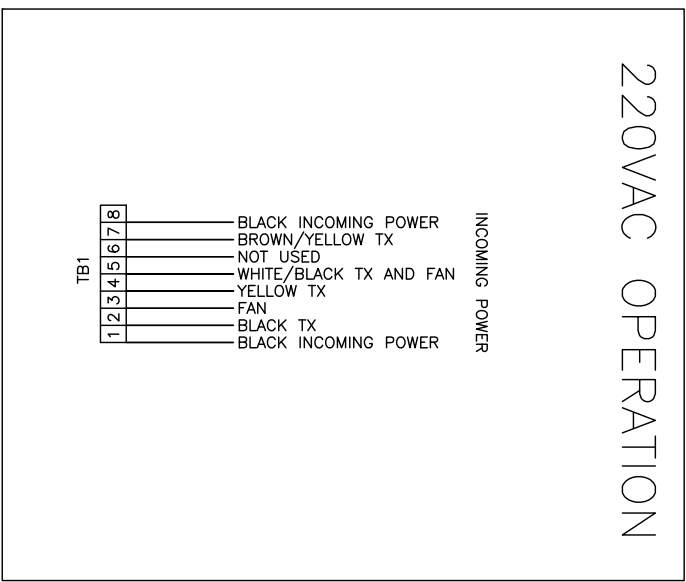 220VAC OPERATION
INCOMING POWER
TB1
8 BLACK INCOMING POWER
7 BROWN/YELLOW TX
6 NOT USED
5 WHITE/BLACK TX AND FAN
4 YELLOW TX
3 FAN
2 BLACK TX
1 BLACK INCOMING POWER